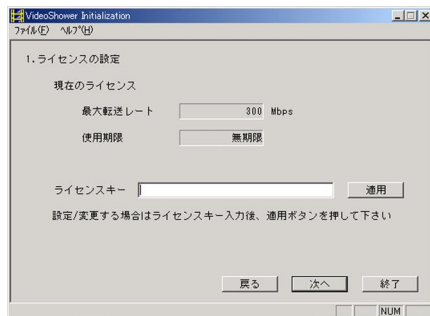 VideoShower Initialization
ファイル(F) ヘルプ(H)
1.ライセンスの設定
現在のライセンス
最大転送レート 300 Mbps
使用期限 無期限
ライセンスキー 適用
設定/変更する場合はライセンスキー入力後、適用ボタンを押して下さい
戻る 次へ 終了
NUM